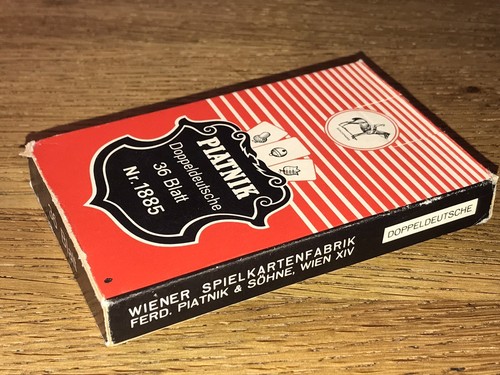 PIATNIK
Doppeldeutsche
36 Blatt
Nr. 1885
WIENER SPIELKARTENFABRIK
FERD. PIATNIK & SÖHNE, WIEN XIV
DOPPELDEUTSCHE